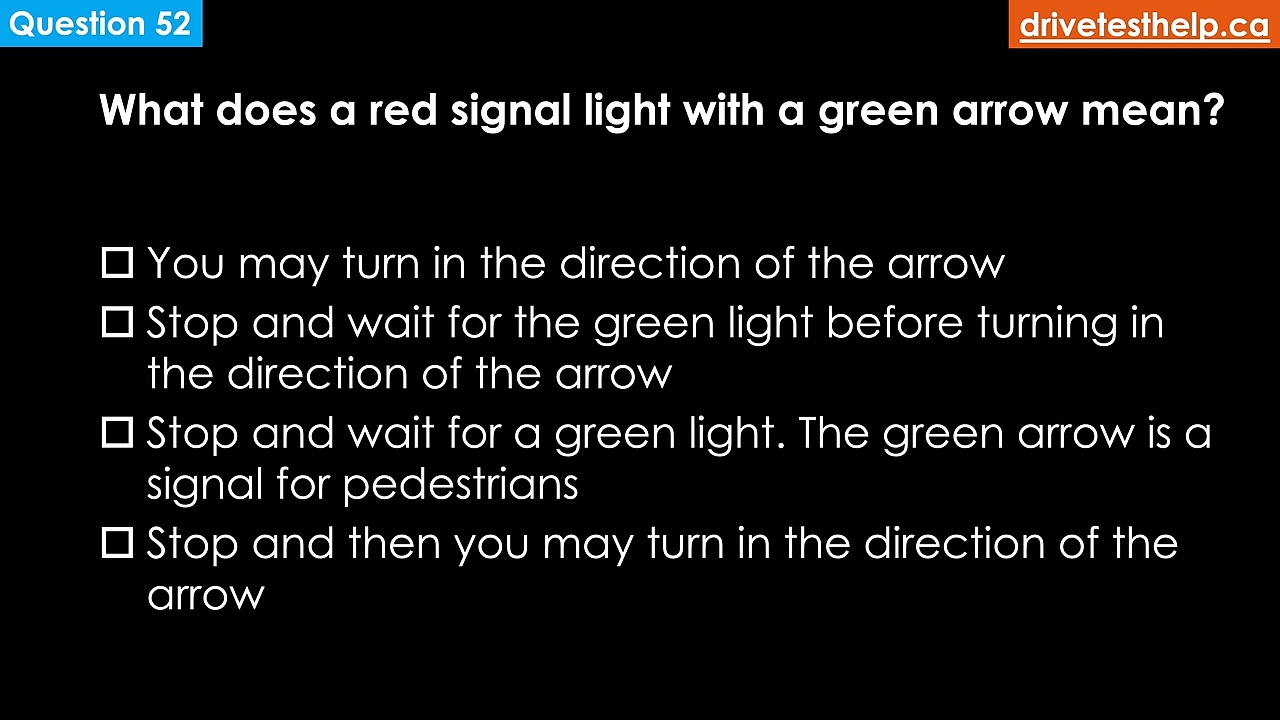 Question 52
drivetesthelp.ca
What does a red signal light with a green arrow mean?
You may turn in the direction of the arrow
Stop and wait for the green light before turning in
the direction of the arrow
Stop and wait for a green light. The green arrow is a
signal for pedestrians
Stop and then you may turn in the direction of the
arrow